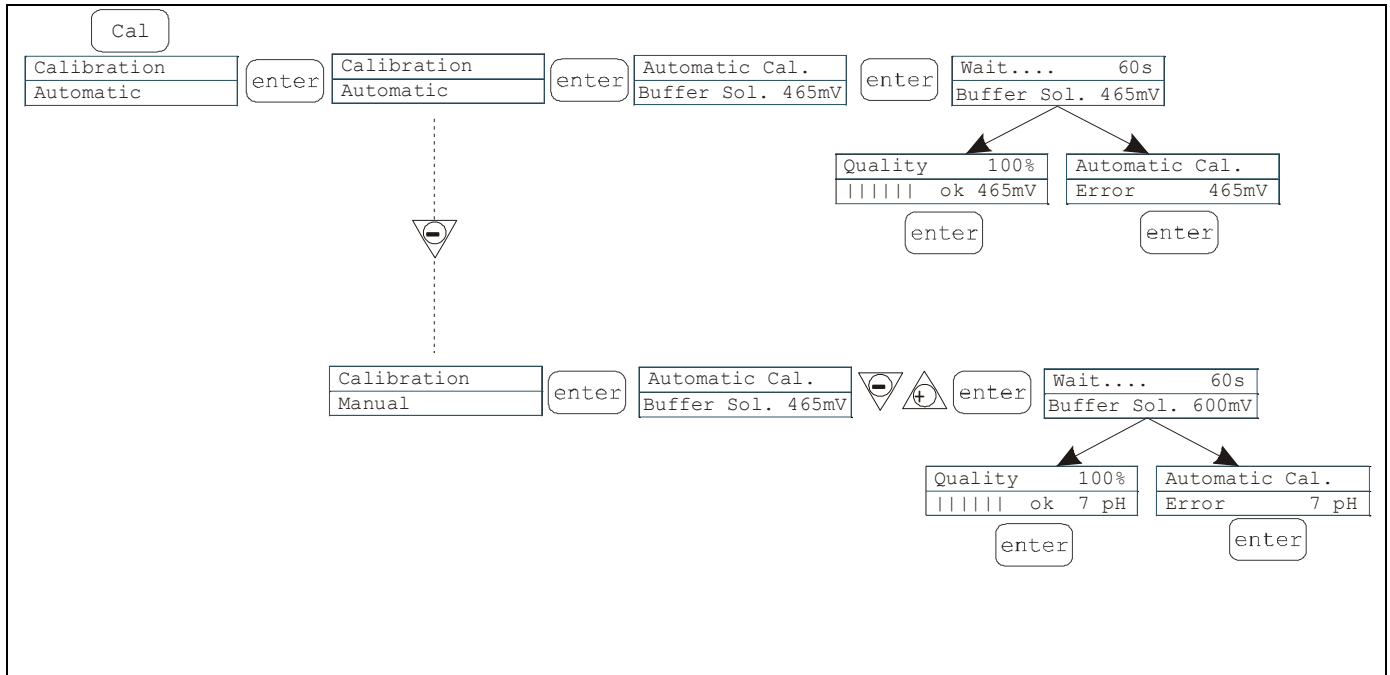 Cal
Calibration
Automatic
enter
Calibration
Automatic
enter
Automatic Cal.
Buffer Sol. 465mV
enter
Wait.... 60s
Buffer Sol. 465mV
Quality 100%
|||||| ok 465mV
enter
Automatic Cal.
Error 465mV
enter
-
Calibration
Manual
enter
Automatic Cal.
Buffer Sol. 465mV
-
+
enter
Wait.... 60s
Buffer Sol. 600mV
Quality 100%
|||||| ok 7 pH
enter
Automatic Cal.
Error 7 pH
enter